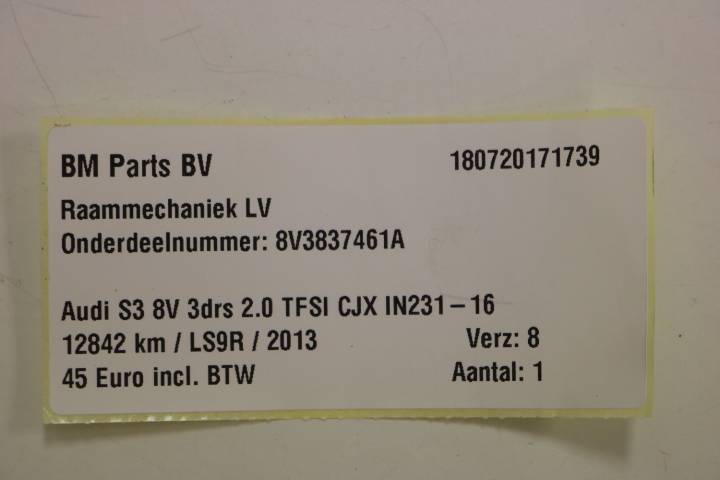 BM Parts BV 180720171739
Raammechaniek LV
Onderdeelnummer: 8V3837461A
Audi S3 8V 3drs 2.0 TFSI CJX IN231-16
12842 km / LS9R / 2013 Verz: 8
45 Euro incl. BTW Aantal: 1